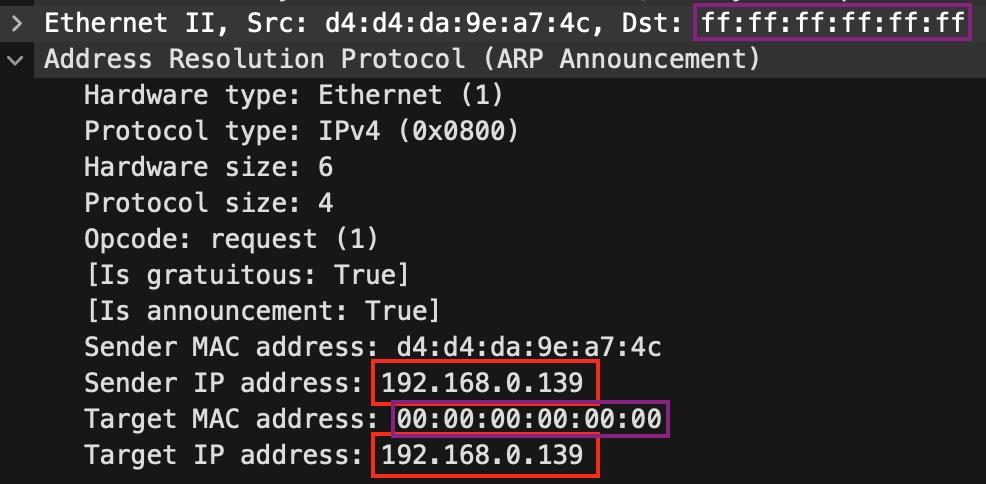 Ethernet II, Src: d4:d4:da:9e:a7:4c, Dst: ff:ff:ff:ff:ff:ff
Address Resolution Protocol (ARP Announcement)
Hardware type: Ethernet (1)
Protocol type: IPv4 (0x0800)
Hardware size: 6
Protocol size: 4
Opcode: request (1)
[Is gratuitous: True]
[Is announcement: True]
Sender MAC address: d4:d4:da:9e:a7:4c
Sender IP address: 192.168.0.139
Target MAC address: 00:00:00:00:00:00
Target IP address: 192.168.0.139